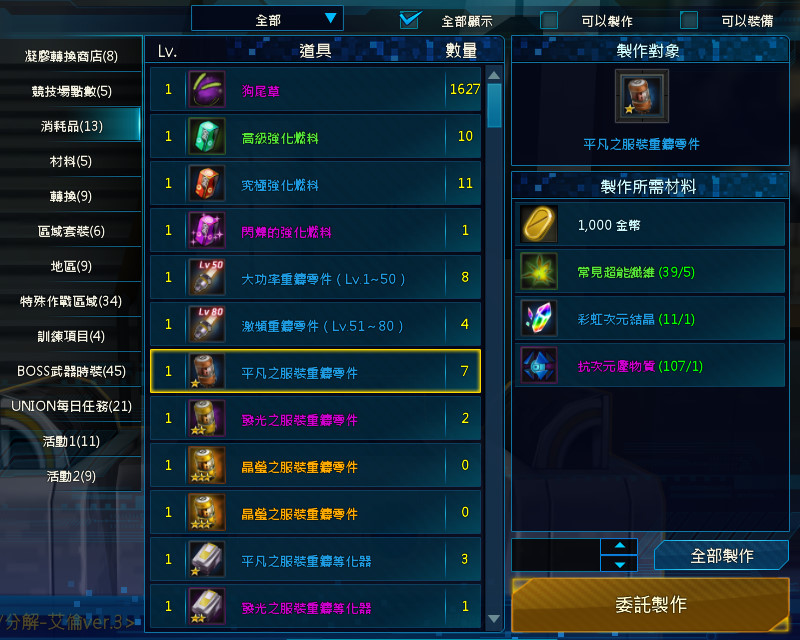 全部
全部顯示
可以製作
可以裝備
凝膠轉換商店(8)
競技場點數(5)
消耗品(13)
材料(5)
轉換(9)
區域套裝(6)
地區(9)
特殊作戰區域(34)
訓練項目(4)
BOSS武器時裝(45)
UNION每日任務(21)
活動1(11)
活動2(9)
Lv. 道具 數量
1 狗尾草 1627
1 高級強化燃料 10
1 究極強化燃料 11
1 閃爍的強化燃料 1
1 Lv 50 大功率重鑄零件 ( Lv.1~50 ) 8
1 Lv 80 激頻重鑄零件 ( Lv.51~80 ) 4
1 平凡之服裝重鑄零件 7
1 發光之服裝重鑄零件 2
1 晶瑩之服裝重鑄零件 0
1 晶瑩之服裝重鑄零件 0
1 平凡之服裝重鑄等化器 3
1 發光之服裝重鑄等化器 1
製作對象
平凡之服裝重鑄零件
製作所需材料
1,000 金幣
常見超能纖維 (39/5)
彩虹次元結晶 (11/1)
抗次元塵物質 (107/1)
全部製作
委託製作
/分解-艾倫ver.3>